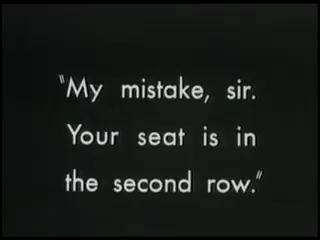 "My mistake, sir.
Your seat is in
the second row."